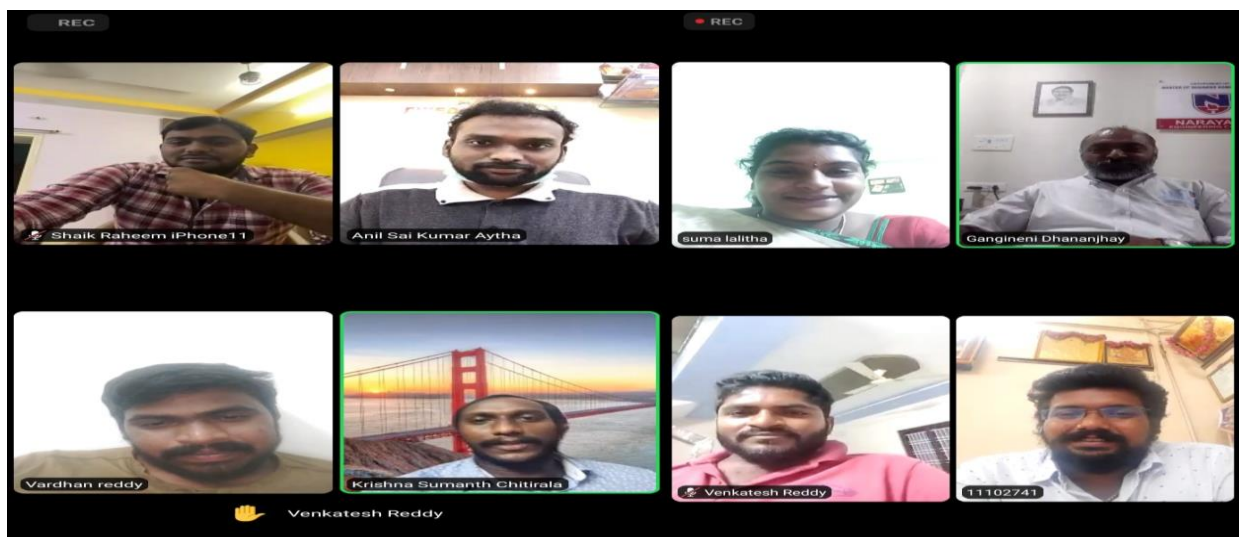 REC
REC
Shaik Raheem iPhone11
Anil Sai Kumar Aytha
suma lalitha
Gangineni Dhananjhay
NARAYA
Vardhan reddy
Krishna Sumanth Chitirala
Venkatesh Reddy
11102741
Venkatesh Reddy